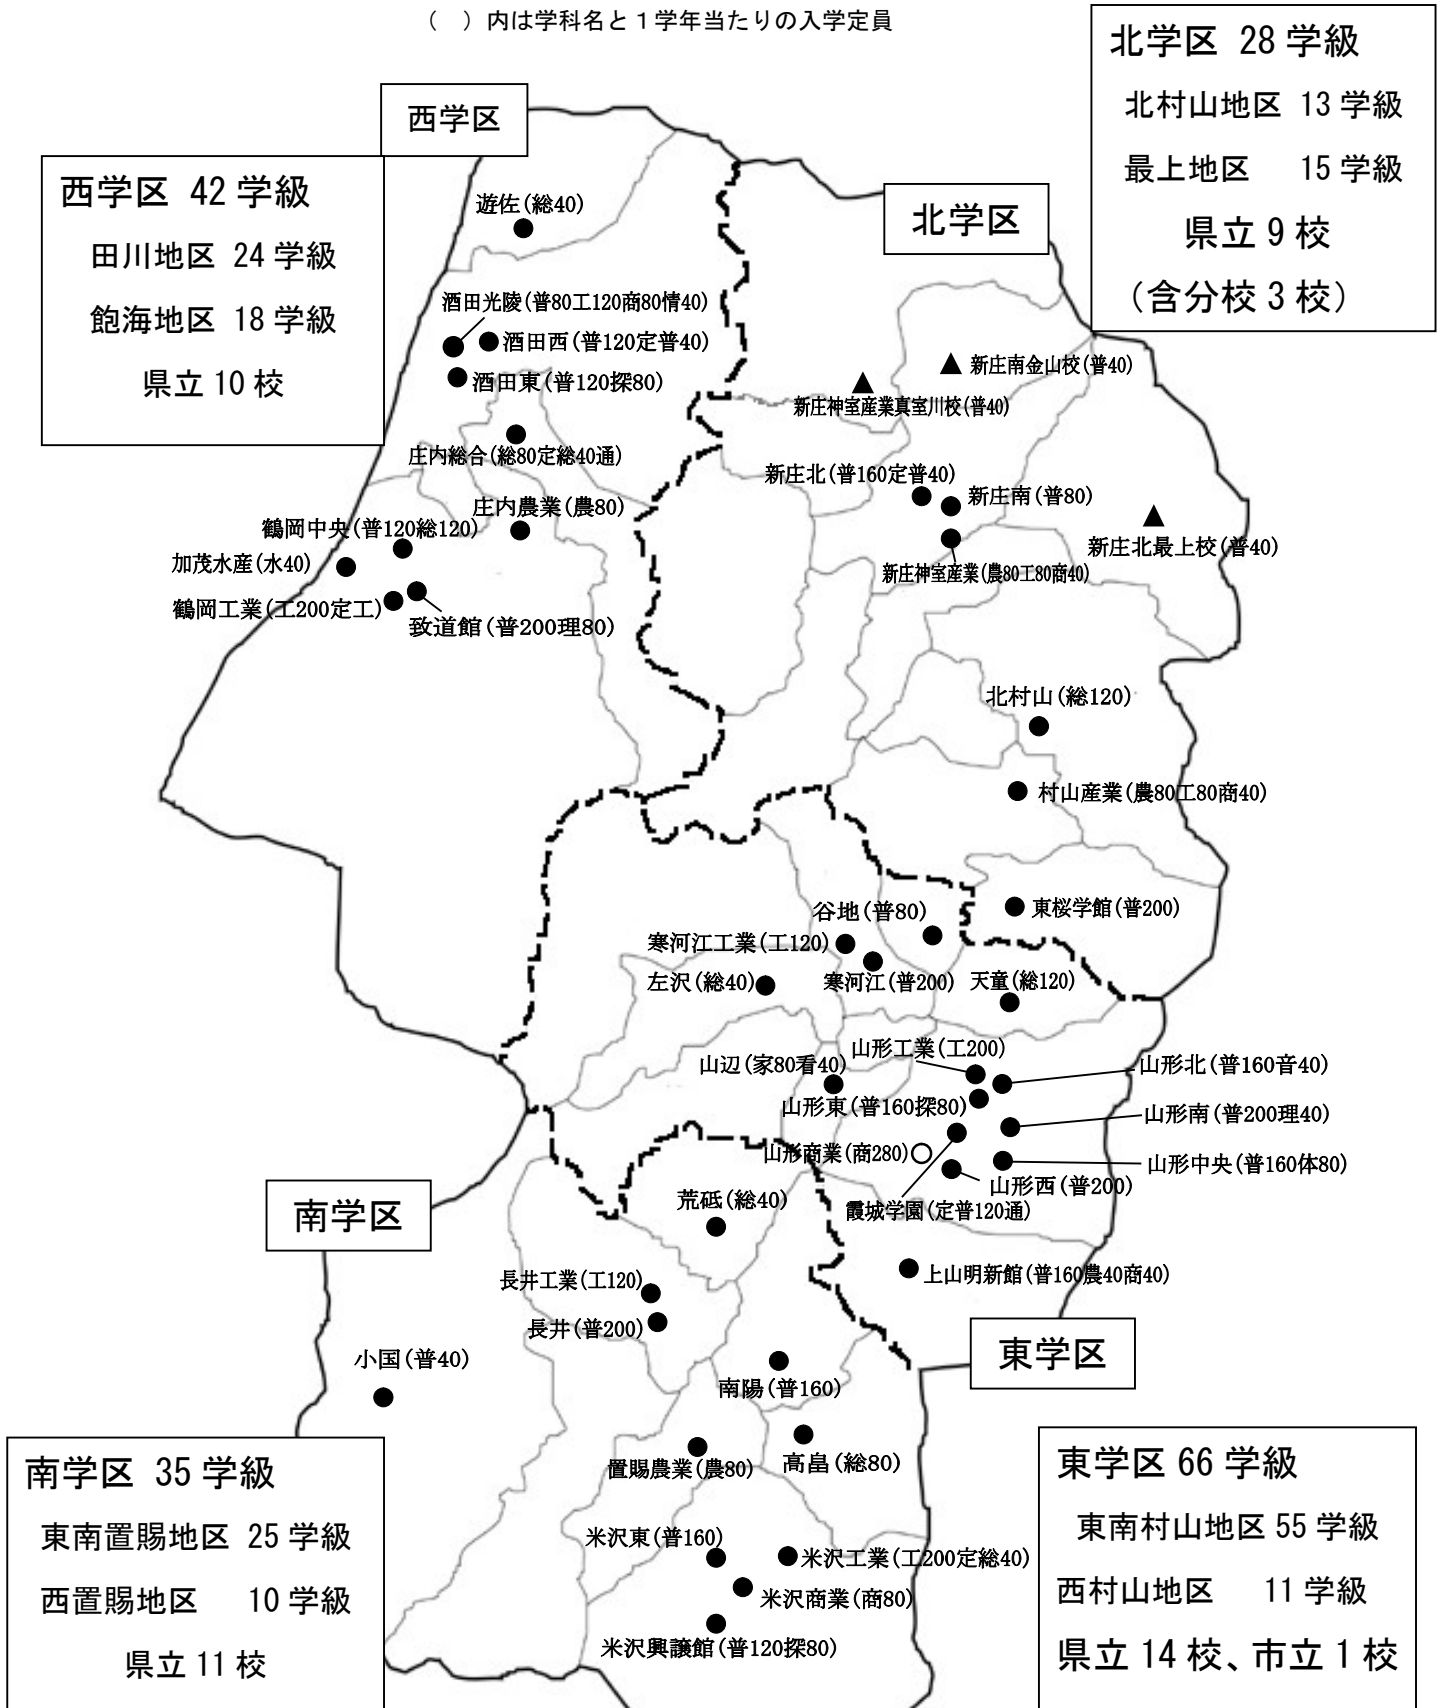 （　）内は学科名と１学年当たりの入学定員
北学区 28 学級
北村山地区 13 学級
最上地区 15 学級
県立 9 校
（含分校 3 校）
西学区
西学区 42 学級
田川地区 24 学級
飽海地区 18 学級
県立 10 校
北学区
遊佐(総40)
酒田光陵(普80工120商80情40)
酒田西(普120定普40)
酒田東(普120探80)
庄内総合(総80定総40通)
庄内農業(農80)
鶴岡中央(普120総120)
加茂水産(水40)
鶴岡工業(工200定工)
致道館(普200理80)
新庄南金山校(普40)
新庄神室産業真室川校(普40)
新庄北(普160定普40)
新庄南(普80)
新庄北最上校(普40)
新庄神室産業(農80工80商40)
北村山(総120)
村山産業(農80工80商40)
東桜学館(普200)
谷地(普80)
寒河江工業(工120)
寒河江(普200)
左沢(総40)
天童(総120)
山形工業(工200)
山辺(家80看40)
山形北(普160音40)
山形東(普160探80)
山形南(普200理40)
山形商業(商280)
山形中央(普160体80)
山形西(普200)
霞城学園(定普120通)
上山明新館(普160農40商40)
南学区
荒砥(総40)
長井工業(工120)
長井(普200)
小国(普40)
南陽(普160)
東学区
高畠(総80)
置賜農業(農80)
米沢東(普160)
米沢工業(工200定総40)
米沢商業(商80)
米沢興譲館(普120探80)
南学区 35 学級
東南置賜地区 25 学級
西置賜地区 10 学級
県立 11 校
東学区 66 学級
東南村山地区 55 学級
西村山地区 11 学級
県立 14 校、市立 1 校